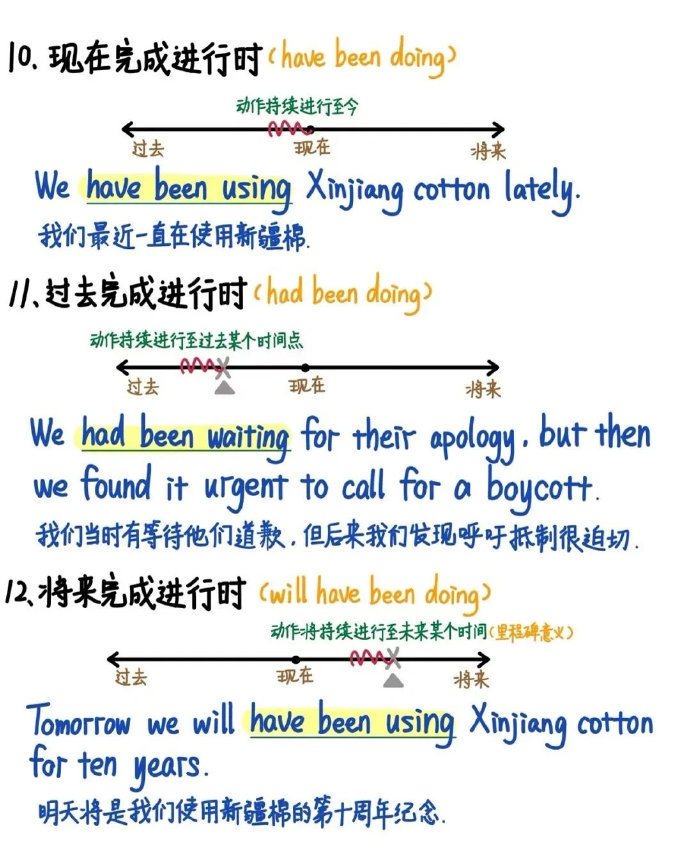 10. 现在完成进行时(have been doing)
动作持续进行至今
过去 现在 将来
We have been using Xinjiang cotton lately.
我们最近一直在使用新疆棉.
11、过去完成进行时(had been doing)
动作持续进行至过去某个时间点
过去 现在 将来
We had been waiting for their apology, but then
we found it urgent to call for a boycott.
我们当时有等待他们道歉,但后来我们发现呼吁抵制很迫切.
12、将来完成进行时 (will have been doing)
动作将持续进行至未来某个时间(里程碑意义)
过去 现在 将来
Tomorrow we will have been using Xinjiang cotton
for ten years.
明天将是我们使用新疆棉的第十周年纪念.